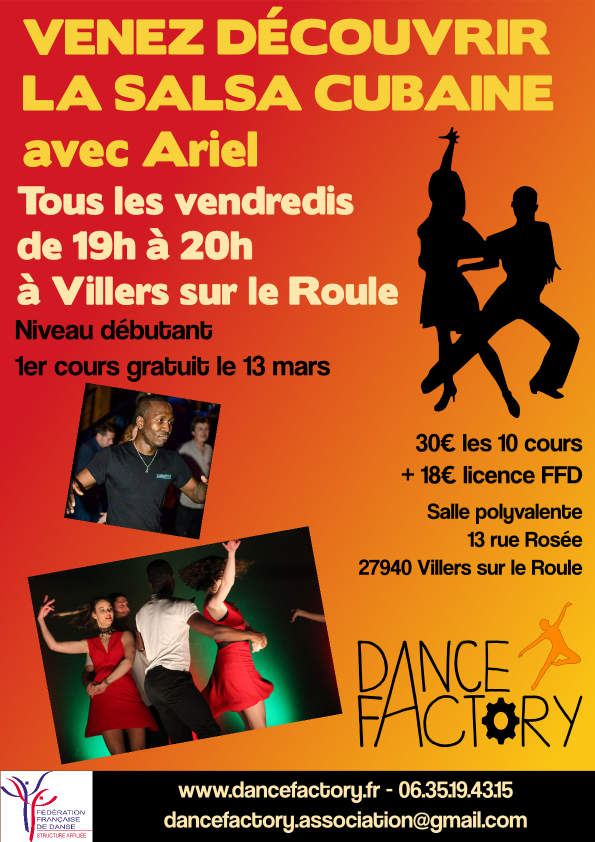 VENEZ DÉCOUVRIR
LA SALSA CUBAINE
avec Ariel
Tous les vendredis
de 19h à 20h
à Villers sur le Roule
Niveau débutant
1er cours gratuit le 13 mars
30€ les 10 cours
+ 18€ licence FFD
Salle polyvalente
13 rue Rosée
27940 Villers sur le Roule
DANCE
FACTORY
FÉDÉRATION
FRANÇAISE
DE DANSE
STRUCTURE AFFILIÉE
www.dancefactory.fr - 06.35.19.43.15
dancefactory.association@gmail.com